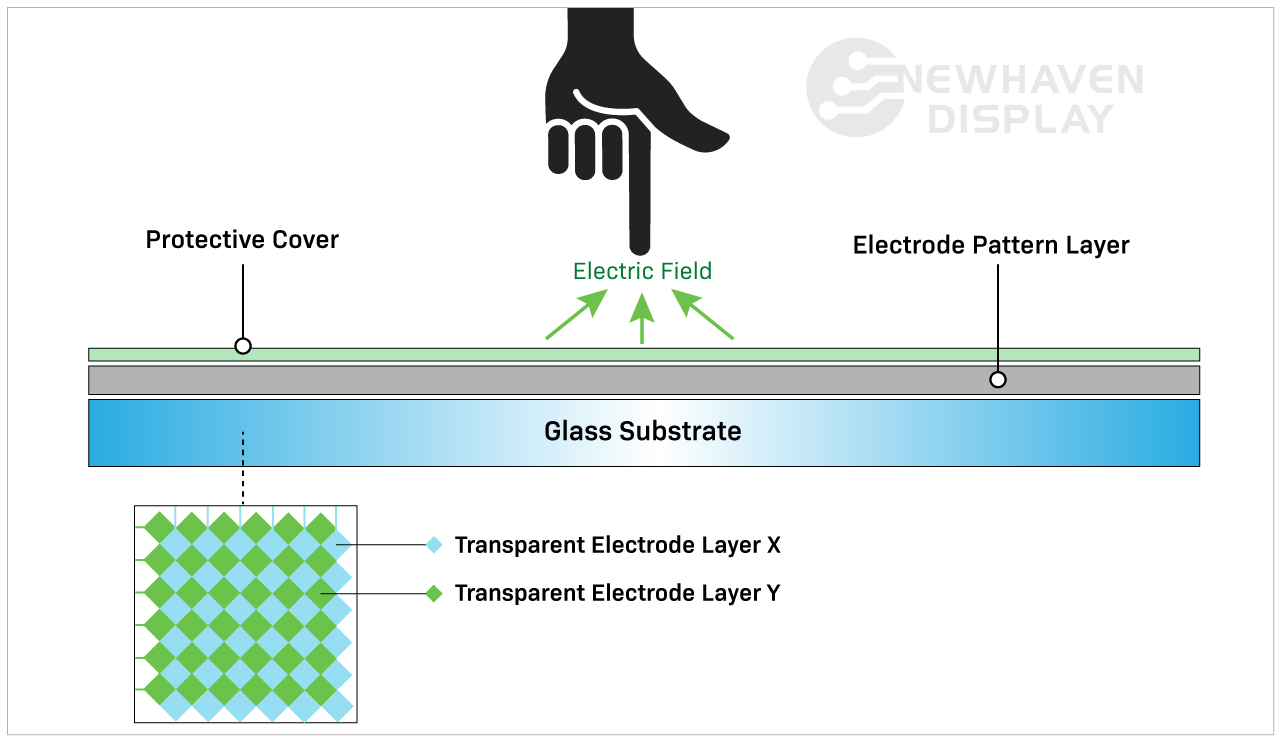 NEWHAVEN
DISPLAY
Protective Cover
Electrode Pattern Layer
Electric Field
Glass Substrate
Transparent Electrode Layer X
Transparent Electrode Layer Y